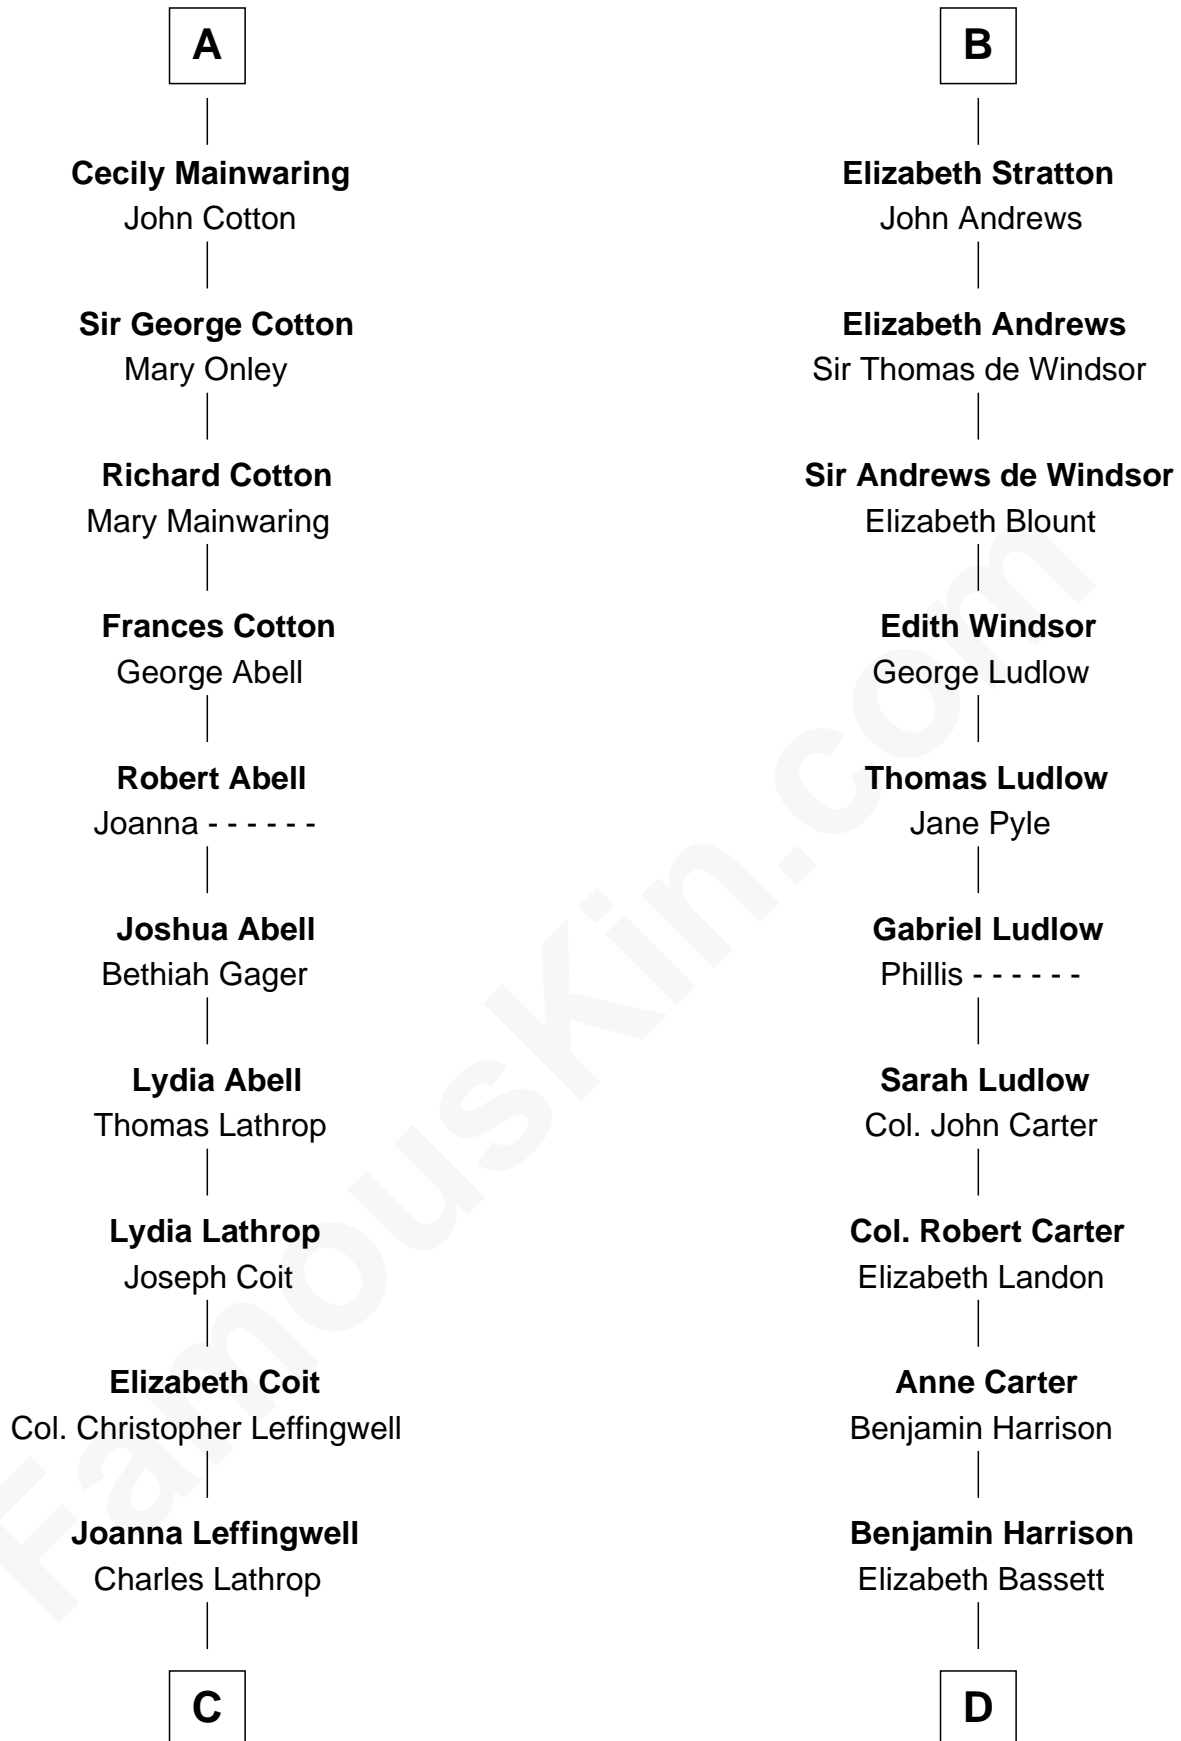 A
Cecily Mainwaring
John Cotton
Sir George Cotton
Mary Onley
Richard Cotton
Mary Mainwaring
Frances Cotton
George Abell
Robert Abell
Joanna - - - - - -
Joshua Abell
Bethiah Gager
Lydia Abell
Thomas Lathrop
Lydia Lathrop
Joseph Coit
Elizabeth Coit
Col. Christopher Leffingwell
Joanna Leffingwell
Charles Lathrop
C
B
Elizabeth Stratton
John Andrews
Elizabeth Andrews
Sir Thomas de Windsor
Sir Andrews de Windsor
Elizabeth Blount
Edith Windsor
George Ludlow
Thomas Ludlow
Jane Pyle
Gabriel Ludlow
Phillis - - - - - -
Sarah Ludlow
Col. John Carter
Col. Robert Carter
Elizabeth Landon
Anne Carter
Benjamin Harrison
Benjamin Harrison
Elizabeth Bassett
D
FamousKin.com